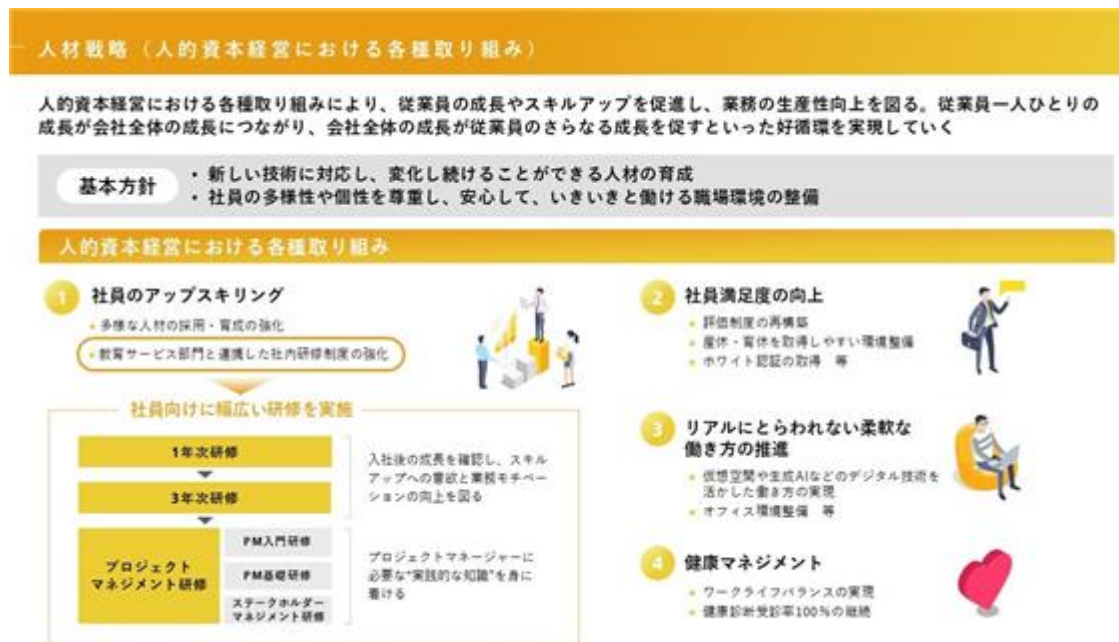 人材戦略（人的資本経営における各種取り組み）
人的資本経営における各種取り組みにより、従業員の成長やスキルアップを促進し、業務の生産性向上を図る。従業員一人ひとりの
成長が会社全体の成長につながり、会社全体の成長が従業員のさらなる成長を促すといった好循環を実現していく
基本方針
・新しい技術に対応し、変化し続けることができる人材の育成
・社員の多様性や個性を尊重し、安心して、いきいきと働ける職場環境の整備
人的資本経営における各種取り組み
1 社員のアップスキリング
多様な人材の採用・育成の強化
教育サービス部門と連携した社内研修制度の強化
社員向けに幅広い研修を実施
1年次研修
3年次研修
入社後の成長を確認し、スキル
アップへの意欲と業務モチベー
ションの向上を図る
プロジェクト
マネジメント研修
PM入門研修
PM基礎研修
ステークホルダー
マネジメント研修
プロジェクトマネージャーに
必要な“実践的な知識”を身に
着ける
2 社員満足度の向上
評価制度の再構築
産休・育休を取得しやすい環境整備
ホワイト認証の取得　等
3 リアルにとらわれない柔軟な
働き方の推進
仮想空間や生成AIなどのデジタル技術を
活かした働き方の実現
オフィス環境整備　等
4 健康マネジメント
ワークライフバランスの実現
健康診断受診率100％の継続